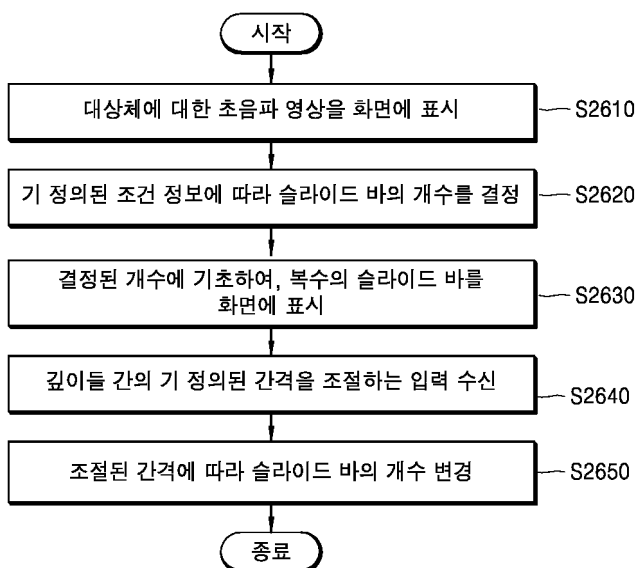 시작
대상체에 대한 초음파 영상을 화면에 표시
S2610
기 정의된 조건 정보에 따라 슬라이드 바의 개수를 결정
S2620
결정된 개수에 기초하여, 복수의 슬라이드 바를
화면에 표시
S2630
깊이들 간의 기 정의된 간격을 조절하는 입력 수신
S2640
조절된 간격에 따라 슬라이드 바의 개수 변경
S2650
종료